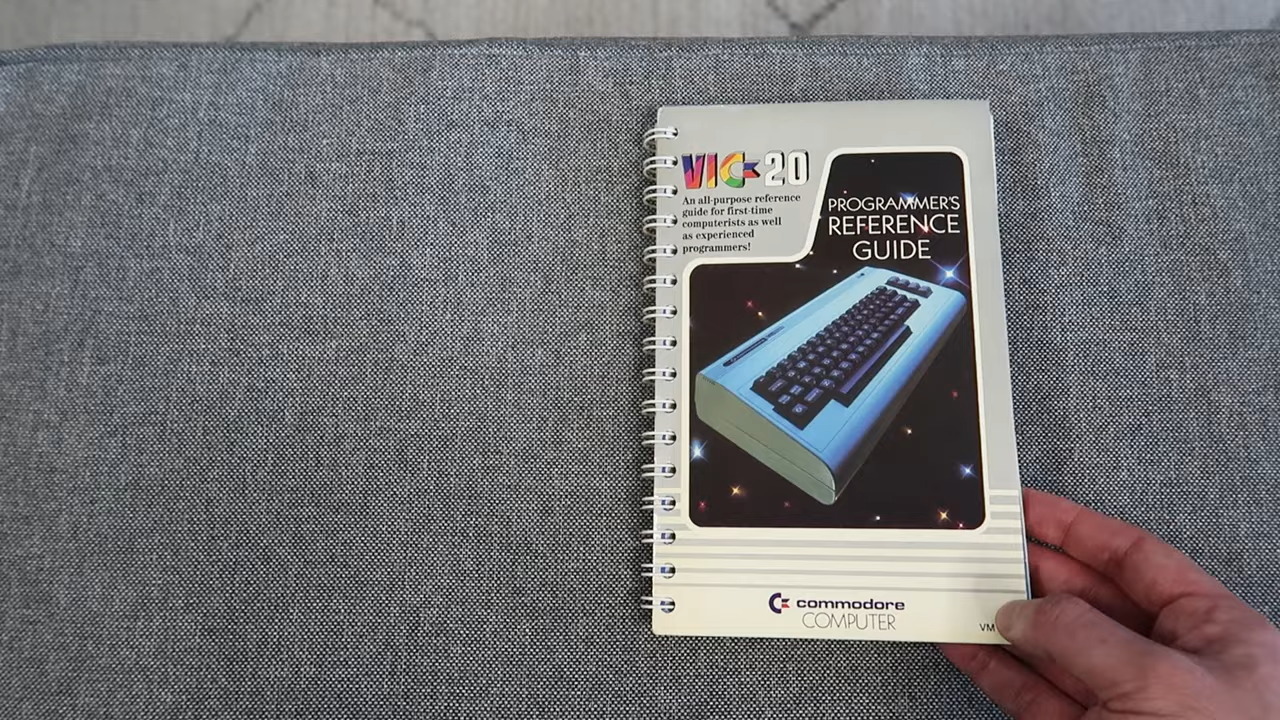 VIC-20
An all-purpose reference
guide for first-time
computerists as well
as experienced
programmers!
PROGRAMMER'S
REFERENCE
GUIDE
commodore
COMPUTER
VM